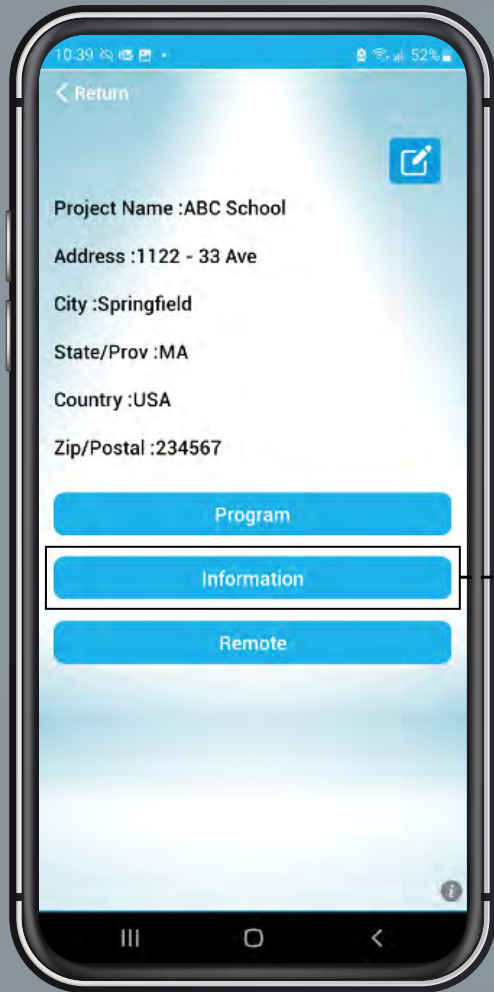 10:39
52%
Return
Project Name :ABC School
Address :1122 - 33 Ave
City :Springfield
State/Prov :MA
Country :USA
Zip/Postal :234567
Program
Information
Remote
i